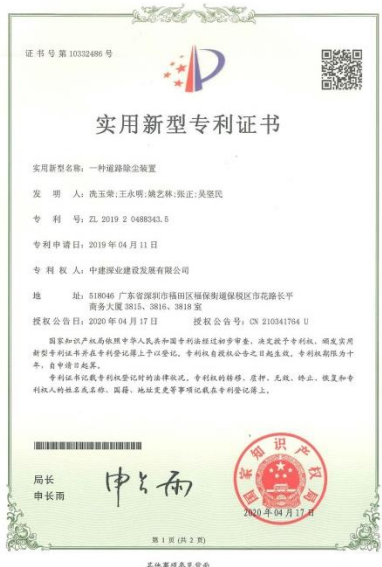 证书号第10332486号
实用新型专利证书
实用新型名称：一种道路除尘装置
发 明 人：冼玉荣;王永明;姚艺林;张正;吴坚民
专 利 号：ZL 2019 2 0488343.5
专利申请日：2019年04月11日
专 利 权 人：中建深业建设发展有限公司
地 址：518046 广东省深圳市福田区福保街道保税区市花路长平
商务大厦3815、3816、3818室
授权公告日：2020年04月17日 授权公告号：CN 210341764 U
国家知识产权局依照中华人民共和国专利法经过初步审查，决定授予专利权，颁发实用
新型专利证书并在专利登记簿上予以登记。专利权自授权公告之日起生效。专利权期限为十
年，自申请日起算。
专利证书记载专利权登记时的法律状况。专利权的转移、质押、无效、终止、恢复和专
利权人的姓名或名称、国籍、地址变更等事项记载在专利登记簿上。
局长
申长雨
申长雨
国家知识产权局
2020年04月17日
第 1 页 (共 2 页)
其他事项参见背面